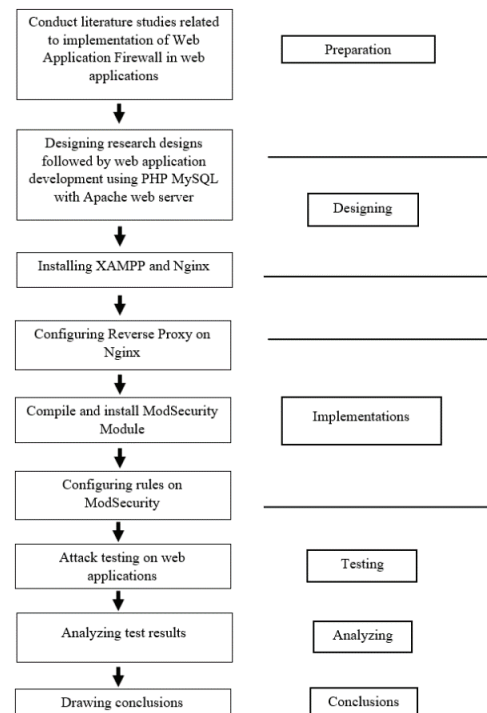 Conduct literature studies related
to implementation of Web
Application Firewall in web
applications
Preparation
Designing research designs
followed by web application
development using PHP MySQL
with Apache web server
Designing
Installing XAMPP and Nginx
Configuring Reverse Proxy on
Nginx
Compile and install ModSecurity
Module
Implementations
Configuring rules on
ModSecurity
Attack testing on web
applications
Testing
Analyzing test results
Analyzing
Drawing conclusions
Conclusions